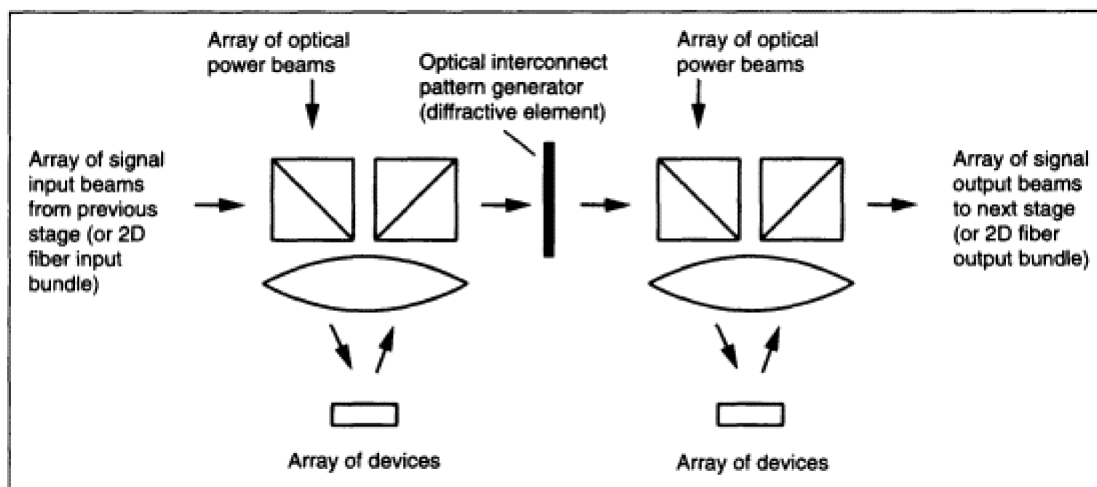 Array of optical
power beams
Optical interconnect
pattern generator
(diffractive element)
Array of optical
power beams
Array of signal
input beams
from previous
stage (or 2D
fiber input
bundle)
Array of signal
output beams
to next stage
(or 2D fiber
output bundle)
Array of devices
Array of devices